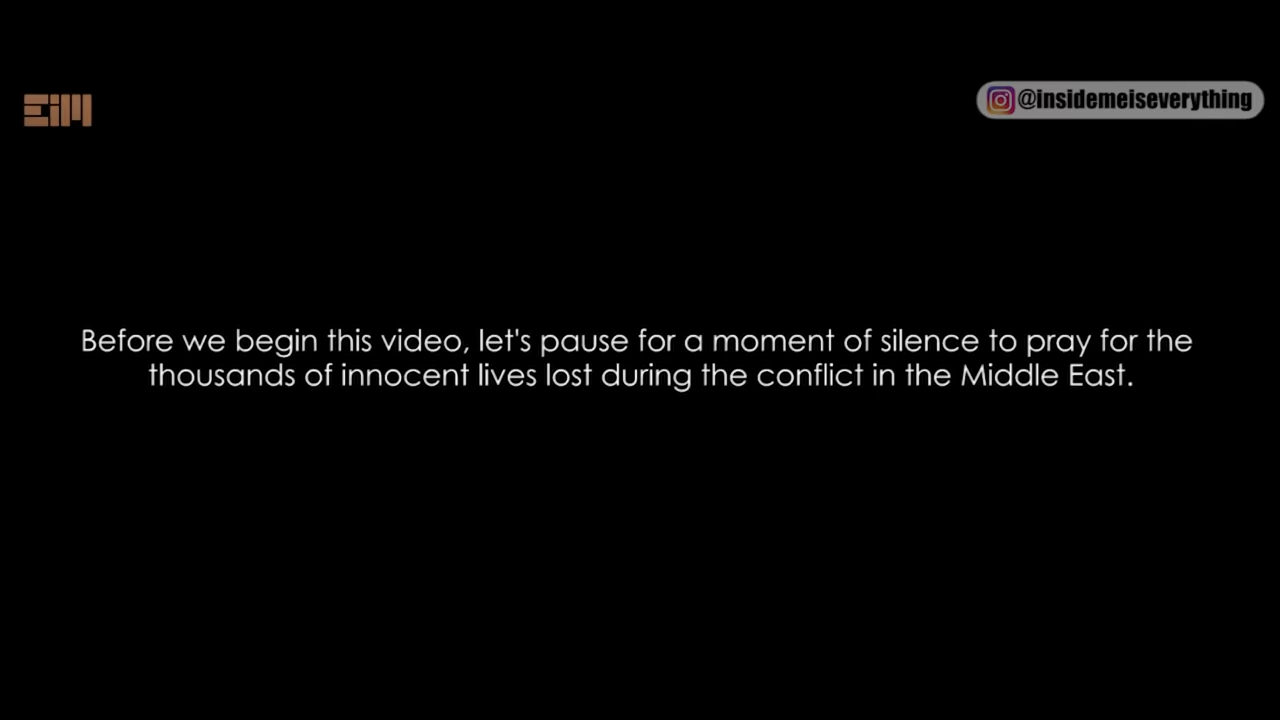 EiM
@insidemeiseverything
Before we begin this video, let's pause for a moment of silence to pray for the
thousands of innocent lives lost during the conflict in the Middle East.